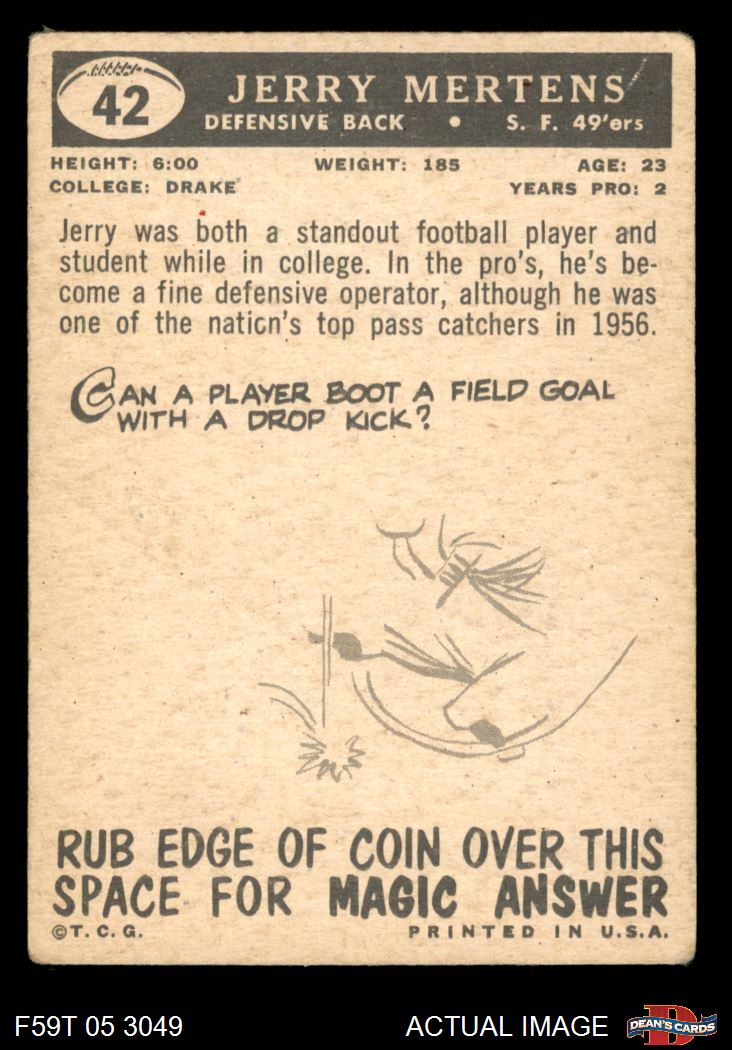 42
JERRY MERTENS
DEFENSIVE BACK • S. F. 49'ers
HEIGHT: 6:00 WEIGHT: 185 AGE: 23
COLLEGE: DRAKE YEARS PRO: 2
Jerry was both a standout football player and
student while in college. In the pro's, he's be-
come a fine defensive operator, although he was
one of the nation's top pass catchers in 1956.
CAN A PLAYER BOOT A FIELD GOAL
WITH A DROP KICK?
RUB EDGE OF COIN OVER THIS
SPACE FOR MAGIC ANSWER
©T. C. G. PRINTED IN U.S.A.
F59T 05 3049 ACTUAL IMAGE D DEAN'S CARDS